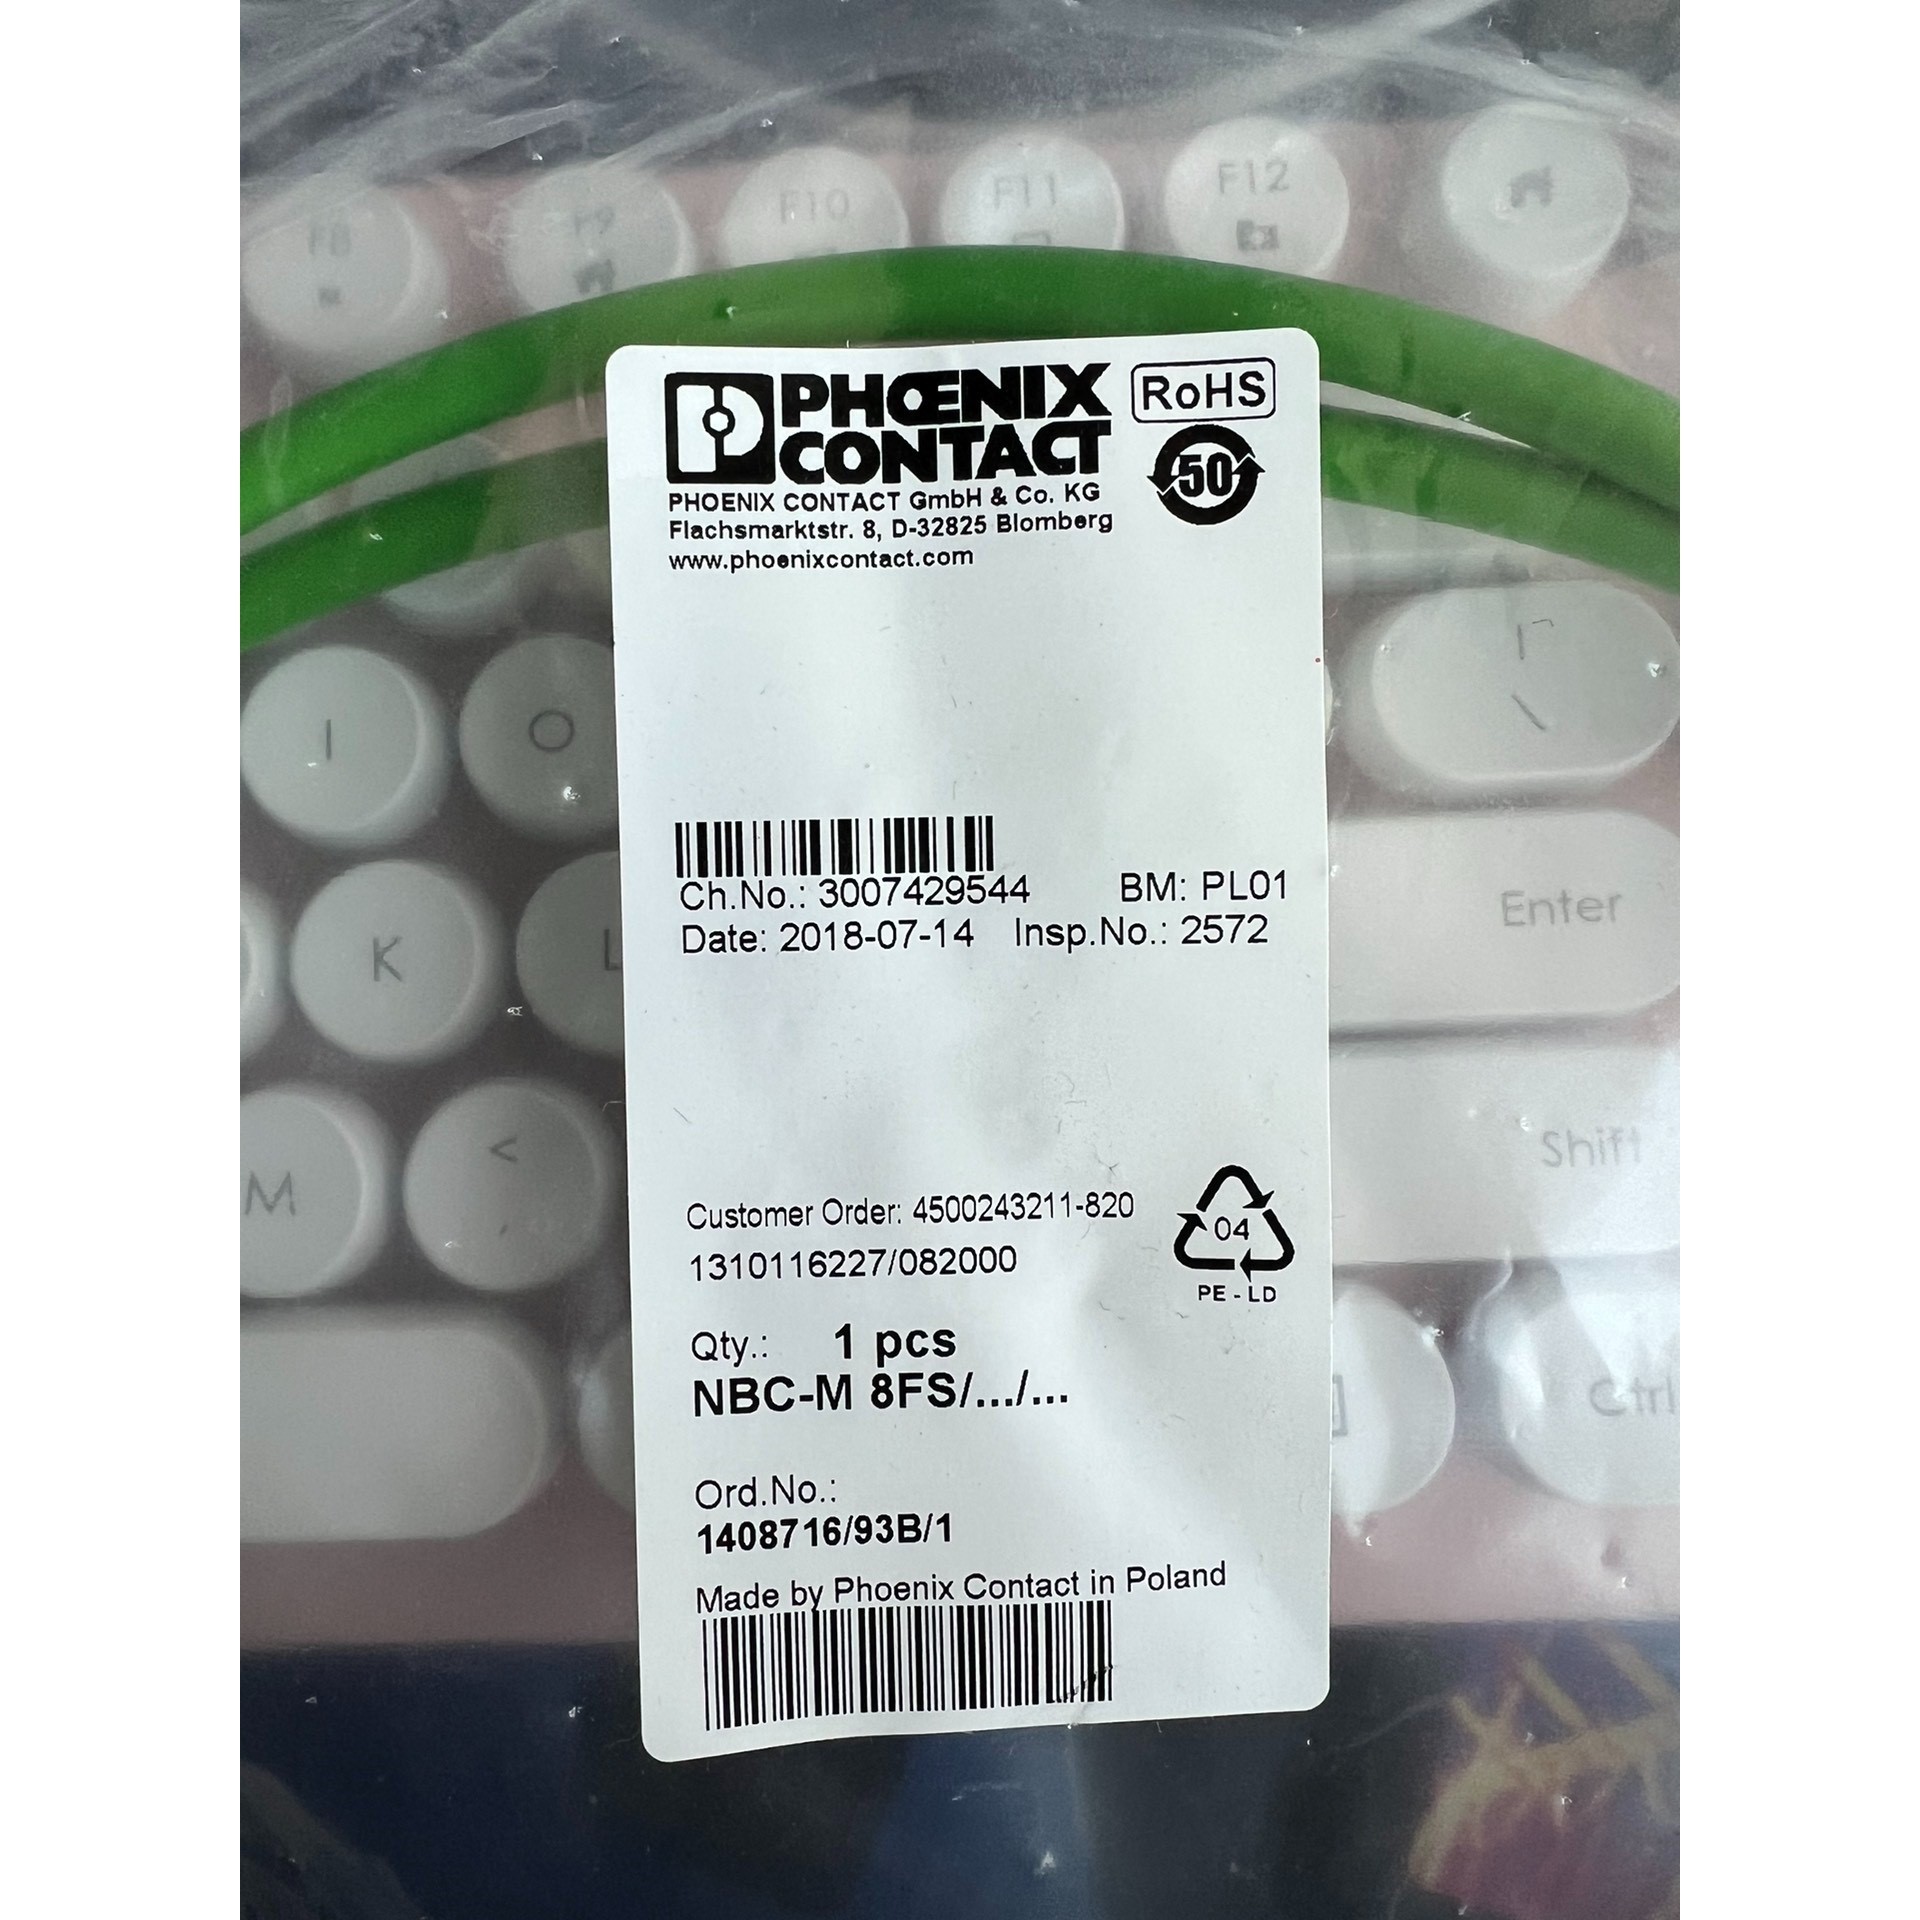 F8
F9
F10
F11
F12
PHŒNIX
CONTACT
RoHS
50
PHOENIX CONTACT GmbH & Co. KG
Flachsmarktstr. 8, D-32825 Blomberg
www.phoenixcontact.com
I
O
\
Ch.No.: 3007429544 BM: PL01
Date: 2018-07-14 Insp.No.: 2572
K
L
Enter
M
<
,
Shift
Customer Order: 4500243211-820
1310116227/082000
04
PE-LD
Qty.: 1 pcs
NBC-M 8FS/.../...
Ctrl
Ord.No.:
1408716/93B/1
Made by Phoenix Contact in Poland